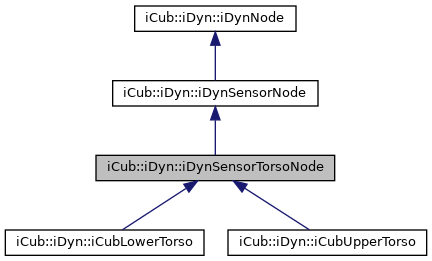 iCub::iDyn::iDynNode
iCub::iDyn::iDynSensorNode
iCub::iDyn::iDynSensorTorsoNode
iCub::iDyn::iCubLowerTorso
iCub::iDyn::iCubUpperTorso